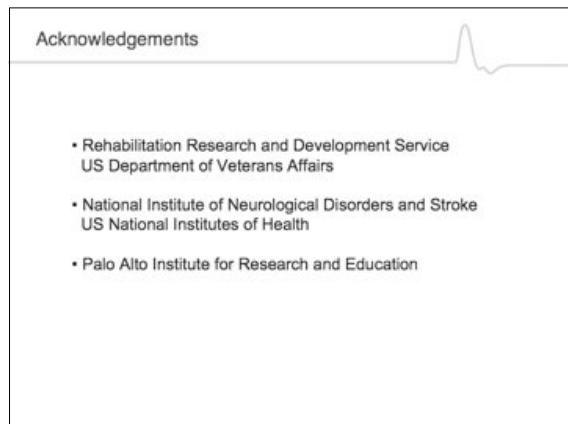 Acknowledgements
• Rehabilitation Research and Development Service
US Department of Veterans Affairs
• National Institute of Neurological Disorders and Stroke
US National Institutes of Health
• Palo Alto Institute for Research and Education